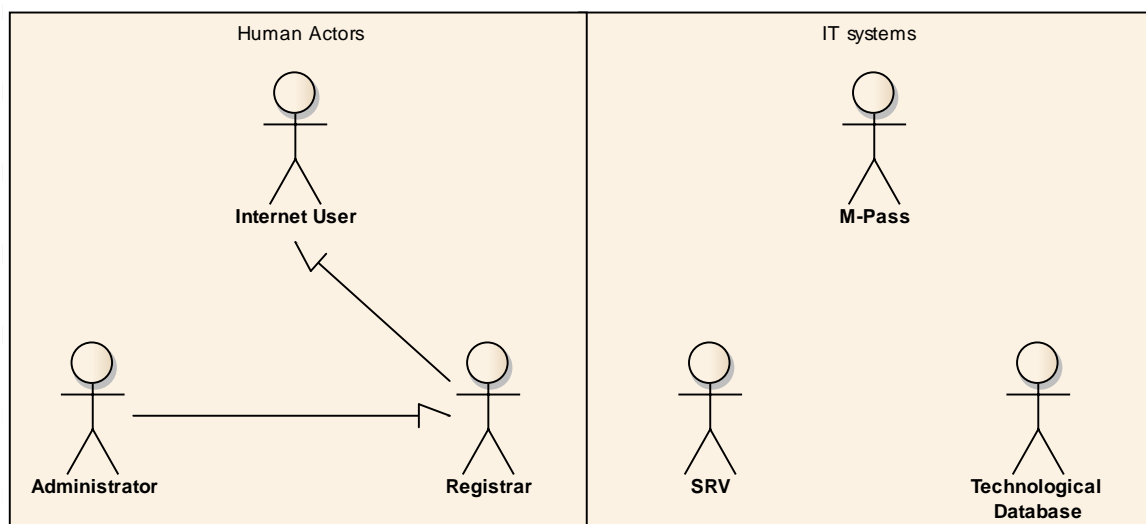 Human Actors
IT systems
Internet User
M-Pass
Administrator
Registrar
SRV
Technological
Database